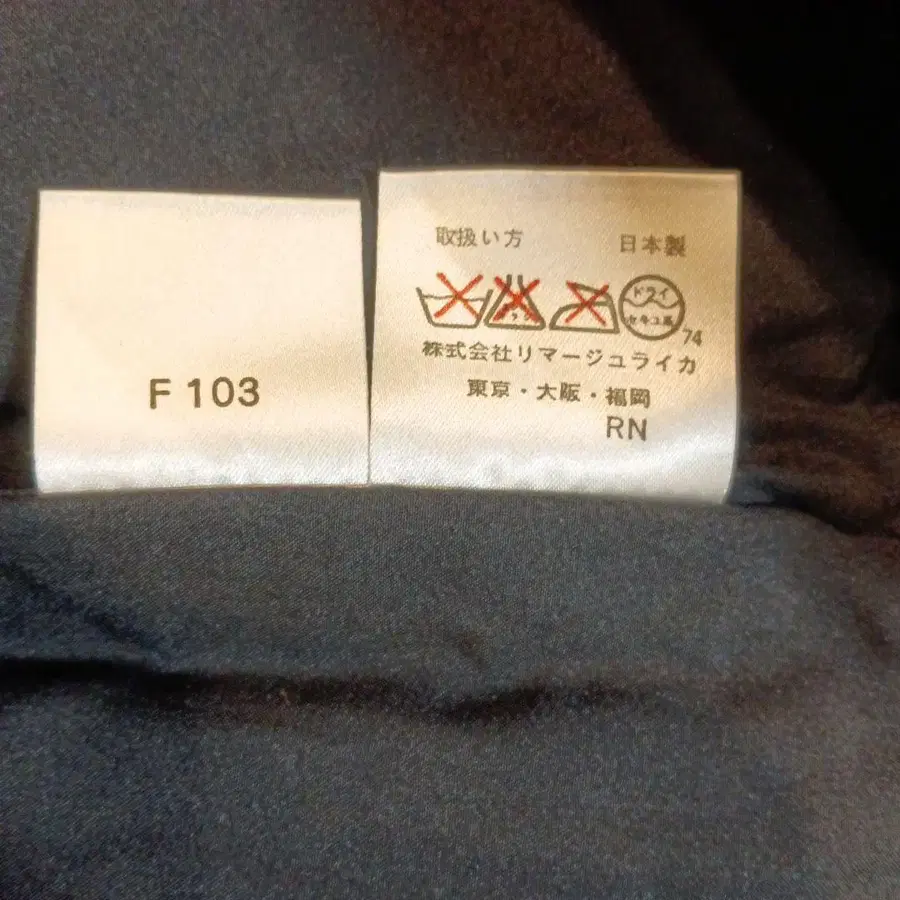 F 103
取扱い方 日本製
ドライ
セキユ系
74
株式会社リマージュライカ
東京・大阪・福岡
RN